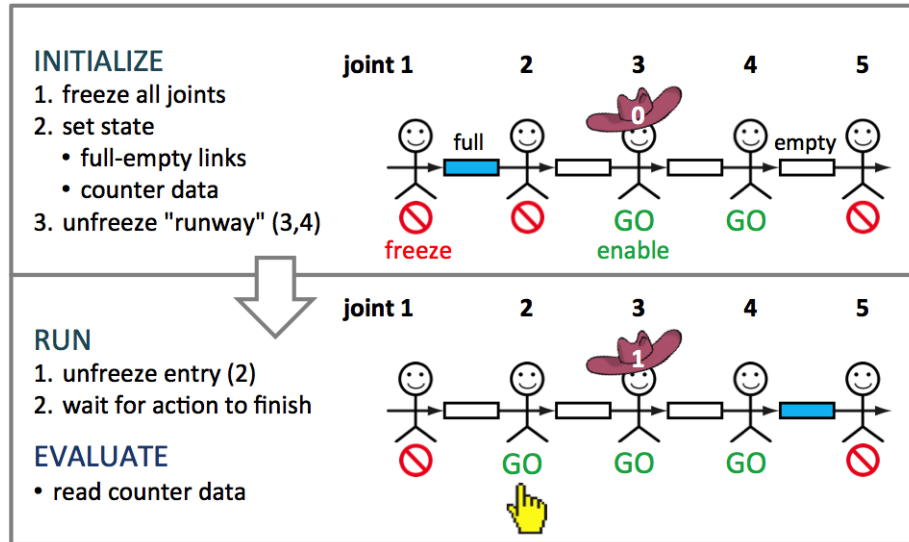 INITIALIZE
1. freeze all joints
2. set state
• full-empty links
• counter data
3. unfreeze "runway" (3,4)
joint 1 2 3 4 5
0
full empty
GO GO
freeze enable
RUN
1. unfreeze entry (2)
2. wait for action to finish
EVALUATE
• read counter data
joint 1 2 3 4 5
1
GO GO GO